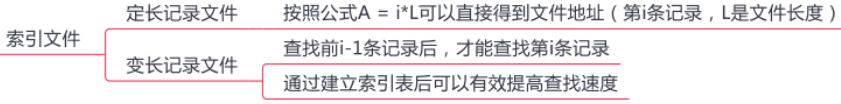 索引文件
定长记录文件
按照公式A = i*L可以直接得到文件地址（第i条记录，L是文件长度）
变长记录文件
查找前i-1条记录后，才能查找第i条记录
通过建立索引表后可以有效提高查找速度